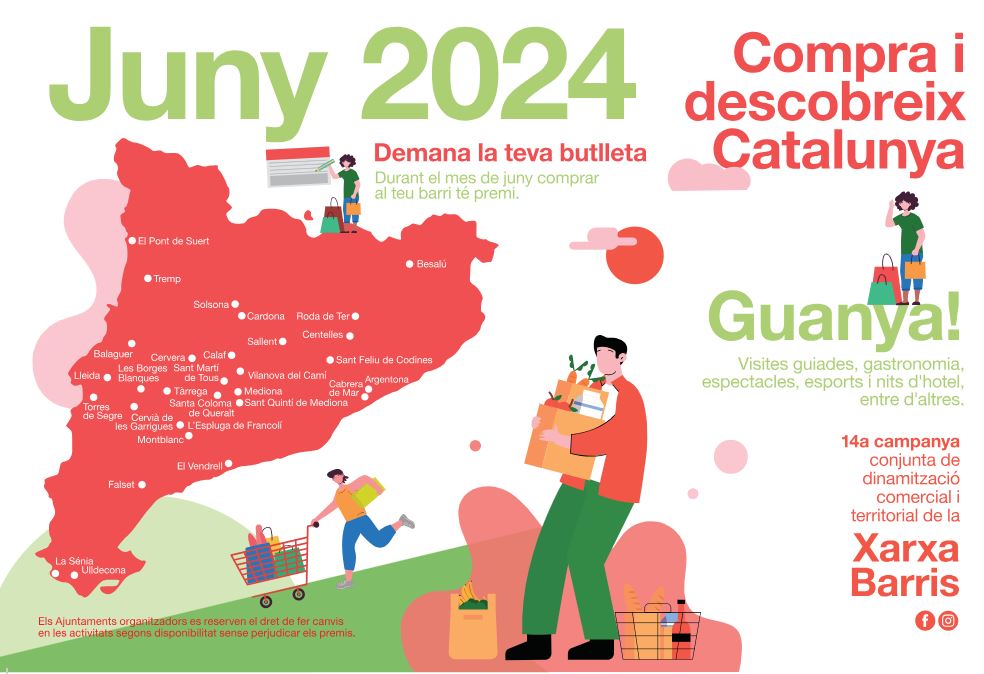 Juny 2024
Compra i
descobreix
Catalunya
Demana la teva butlleta
Durant el mes de juny comprar
al teu barri té premi.
El Pont de Suert
Besalú
Tremp
Solsona
Cardona
Roda de Ter
Sallent
Centelles
Balaguer
Cervera
Calaf
Sant Feliu de Codines
Lleida
Les Borges
Blanques
Sant Martí
de Tous
Vilanova del Camí
Cabrera
de Mar
Argentona
Torres
de Segre
Tàrrega
Mediona
Santa Coloma
de Queralt
Sant Quintí de Mediona
Cervià de
les Garrigues
L'Espluga de Francolí
Montblanc
El Vendrell
Falset
La Sénia
Ulldecona
Els Ajuntaments organitzadors es reserven el dret de fer canvis
en les activitats segons disponibilitat sense perjudicar els premis.
Guanya!
Visites guiades, gastronomia,
espectacles, esports i nits d'hotel,
entre d'altres.
14a campanya
conjunta de
dinamització
comercial i
territorial de la
Xarxa
Barris